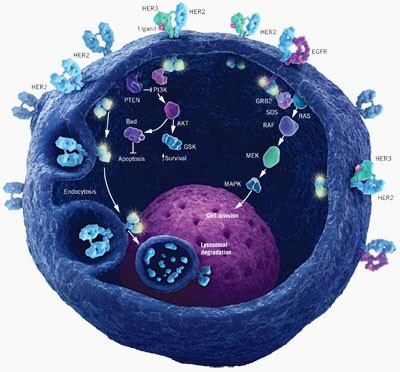 HER3
HER2
Ligand
HER2
HER2
EGFR
HER2
HER2
PTEN
PI3K
GRB2
SOS
RAS
Bad
AKT
RAF
Apoptosis
GSK
↑Survival
MEK
HER3
Endocytosis
MAPK
HER2
Cell division
Lysosomal
degradation